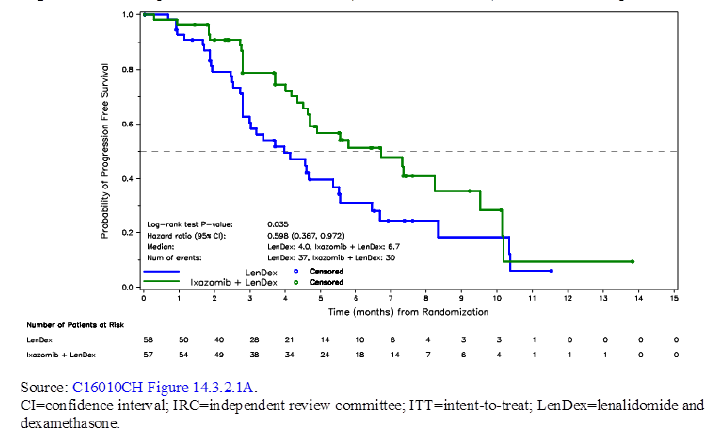 Probability of Progression Free Survival
1.0
0.8
0.6
0.4
0.2
0.0
Log-rank test P-value: 0.035
Hazard ratio (95% CI): 0.598 (0.367, 0.972)
Median: LenDex: 4.0, Ixazomib + LenDex: 6.7
Num of events: LenDex: 37, Ixazomib + LenDex: 30
LenDex Censored
Ixazomib + LenDex Censored
0 1 2 3 4 5 6 7 8 9 10 11 12 13 14 15
Time (months) from Randomization
Number of Patients at Risk
LenDex 58 50 40 28 21 14 10 6 4 3 3 1 0 0 0 0
Ixazomib + LenDex 57 54 49 38 34 24 18 14 7 6 4 1 1 1 0 0
Source: C16010CH Figure 14.3.2.1A.
CI=confidence interval; IRC=independent review committee; ITT=intent-to-treat; LenDex=lenalidomide and
dexamethasone.